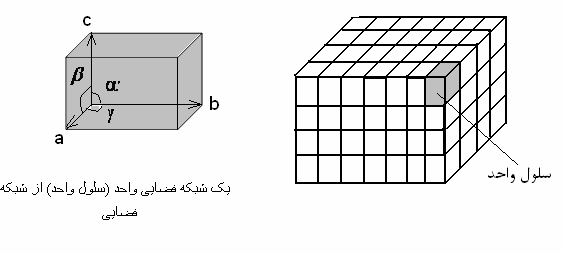 c
β
α
γ
b
a
یک شبکه فضایی واحد (سلول واحد) از شبکه
فضایی
سلول واحد